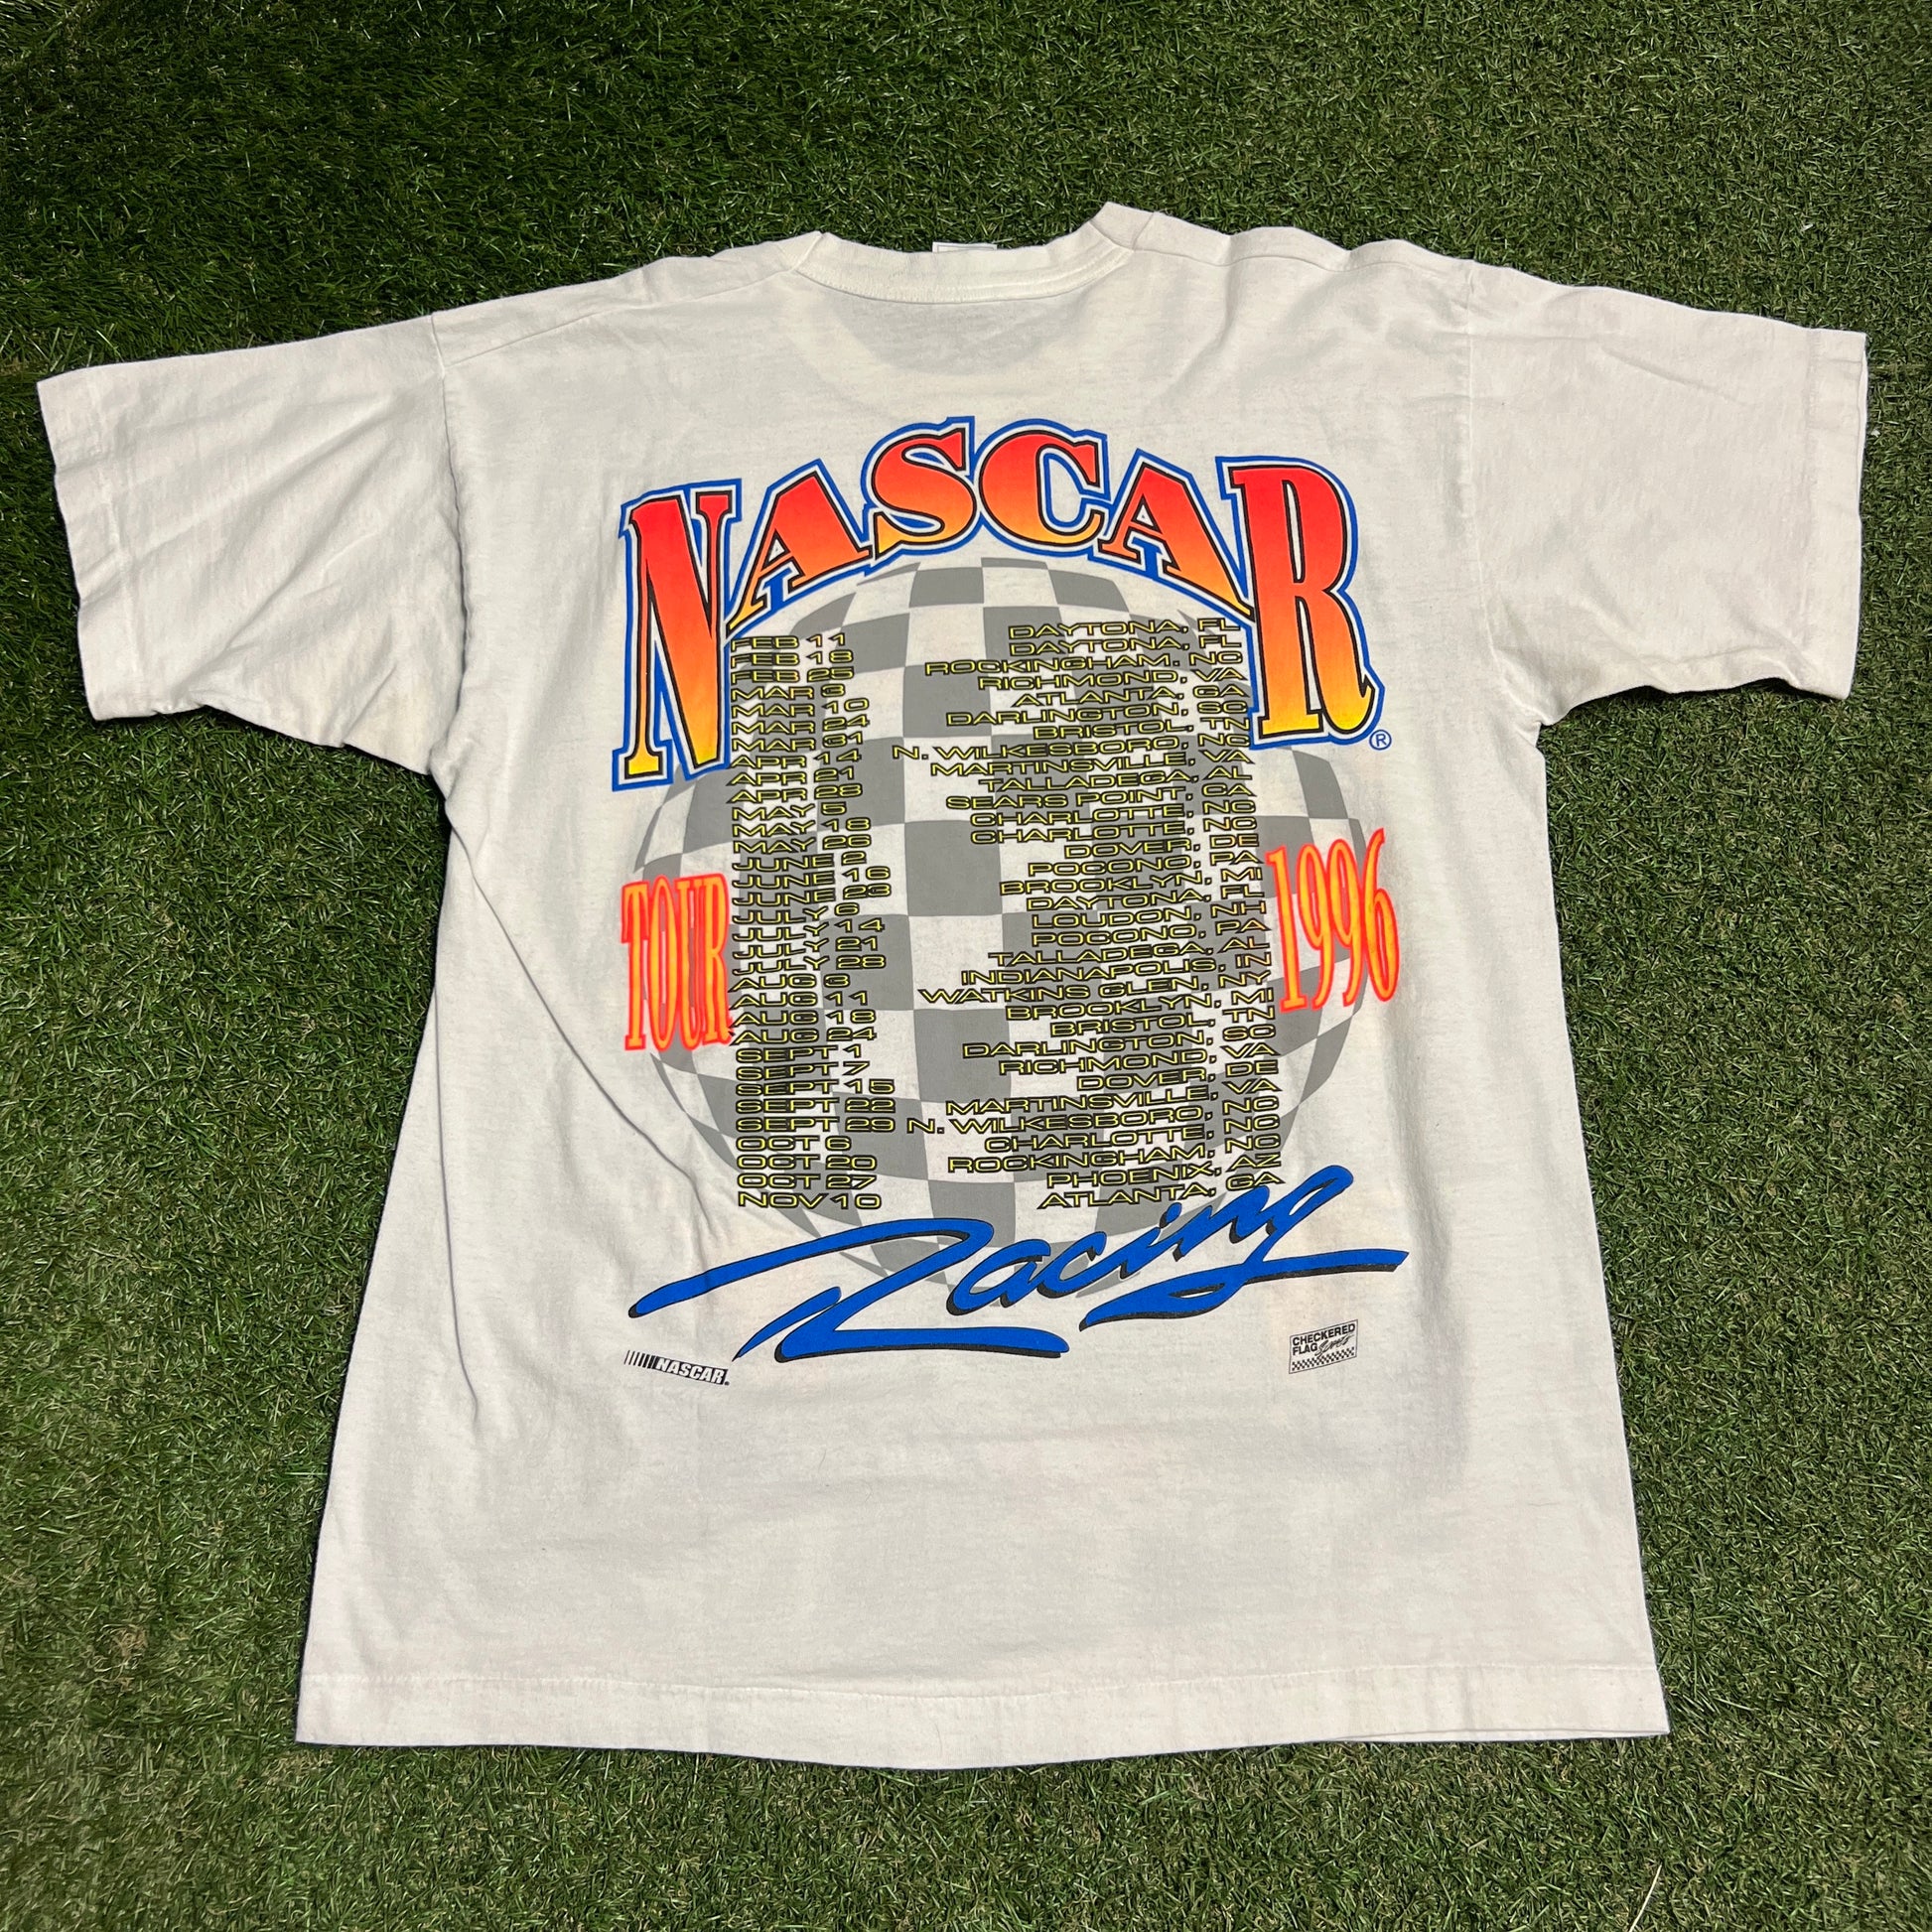 NASCAR®
FEB 11 DAYTONA, FL
FEB 18 DAYTONA, FL
FEB 25 ROCKINGHAM, NC
MAR 3 RICHMOND, VA
MAR 10 ATLANTA, GA
MAR 24 DARLINGTON, SC
MAR 31 BRISTOL, TN
APR 14 N. WILKESBORO, NC
APR 21 MARTINSVILLE, VA
APR 28 TALLADEGA, AL
MAY 5 SEARS POINT, CA
MAY 18 CHARLOTTE, NC
MAY 26 CHARLOTTE, NC
JUNE 2 DOVER, DE
JUNE 16 POCONO, PA
JUNE 23 BROOKLYN, MI
JULY 6 DAYTONA, FL
JULY 14 LOUDON, NH
JULY 21 POCONO, PA
JULY 28 TALLADEGA, AL
AUG 3 INDIANAPOLIS, IN
AUG 11 WATKINS GLEN, NY
AUG 18 BROOKLYN, MI
AUG 24 BRISTOL, TN
SEPT 1 DARLINGTON, SC
SEPT 7 RICHMOND, VA
SEPT 15 DOVER, DE
SEPT 22 MARTINSVILLE, VA
SEPT 29 N. WILKESBORO, NC
OCT 6 CHARLOTTE, NC
OCT 20 ROCKINGHAM, NC
OCT 27 PHOENIX, AZ
NOV 10 ATLANTA, GA
TOUR 1996
Racing
NASCAR®
CHECKERED
FLAG Sports